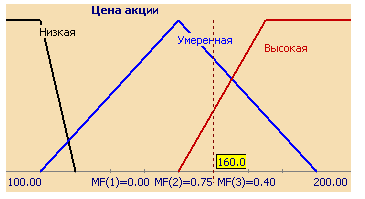 Цена акции
Низкая
Умеренная
Высокая
160.0
100.00 MF(1)=0.00 MF(2)=0.75 MF(3)=0.40 200.00